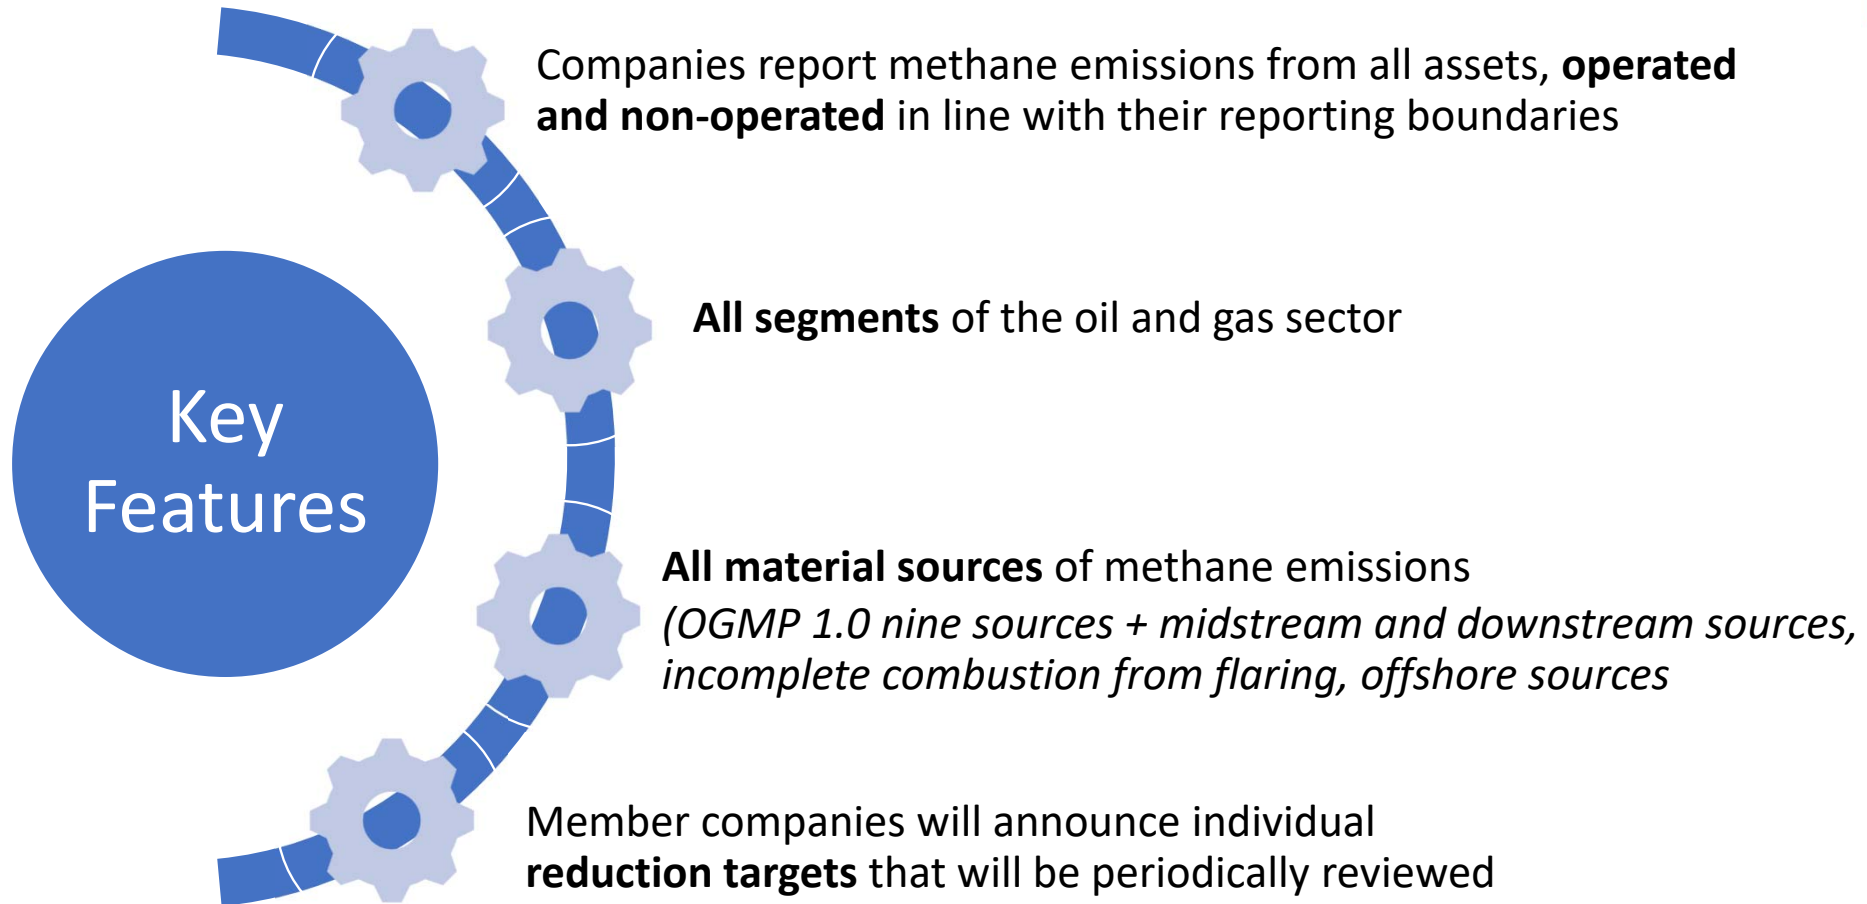 Companies report methane emissions from all assets, operated
and non-operated in line with their reporting boundaries
All segments of the oil and gas sector
Key
Features
All material sources of methane emissions
(OGMP 1.0 nine sources + midstream and downstream sources,
incomplete combustion from flaring, offshore sources
Member companies will announce individual
reduction targets that will be periodically reviewed